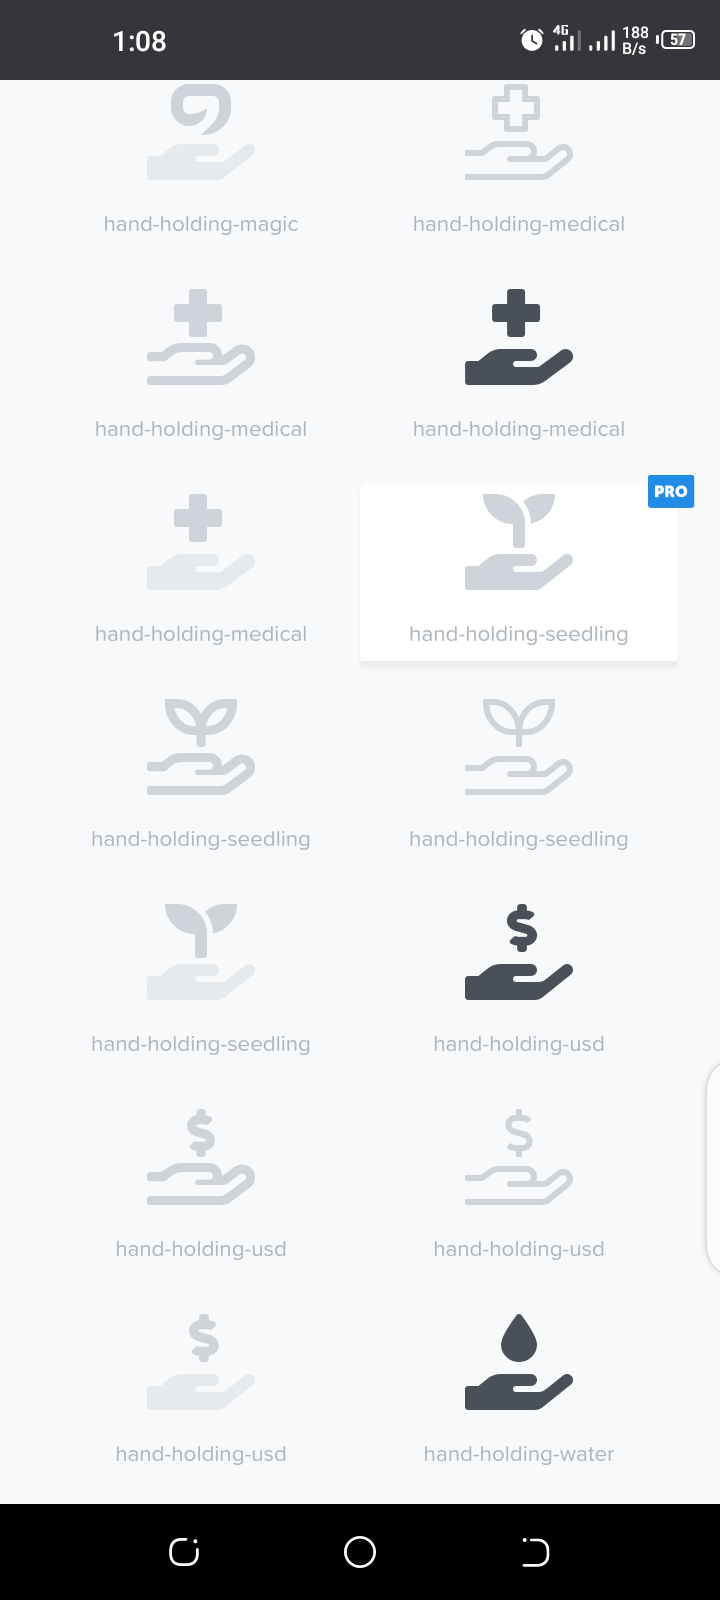 1:08
4G
188
B/s
57
hand-holding-magic
hand-holding-medical
hand-holding-medical
hand-holding-medical
PRO
hand-holding-medical
hand-holding-seedling
hand-holding-seedling
hand-holding-seedling
hand-holding-seedling
hand-holding-usd
hand-holding-usd
hand-holding-usd
hand-holding-usd
hand-holding-water